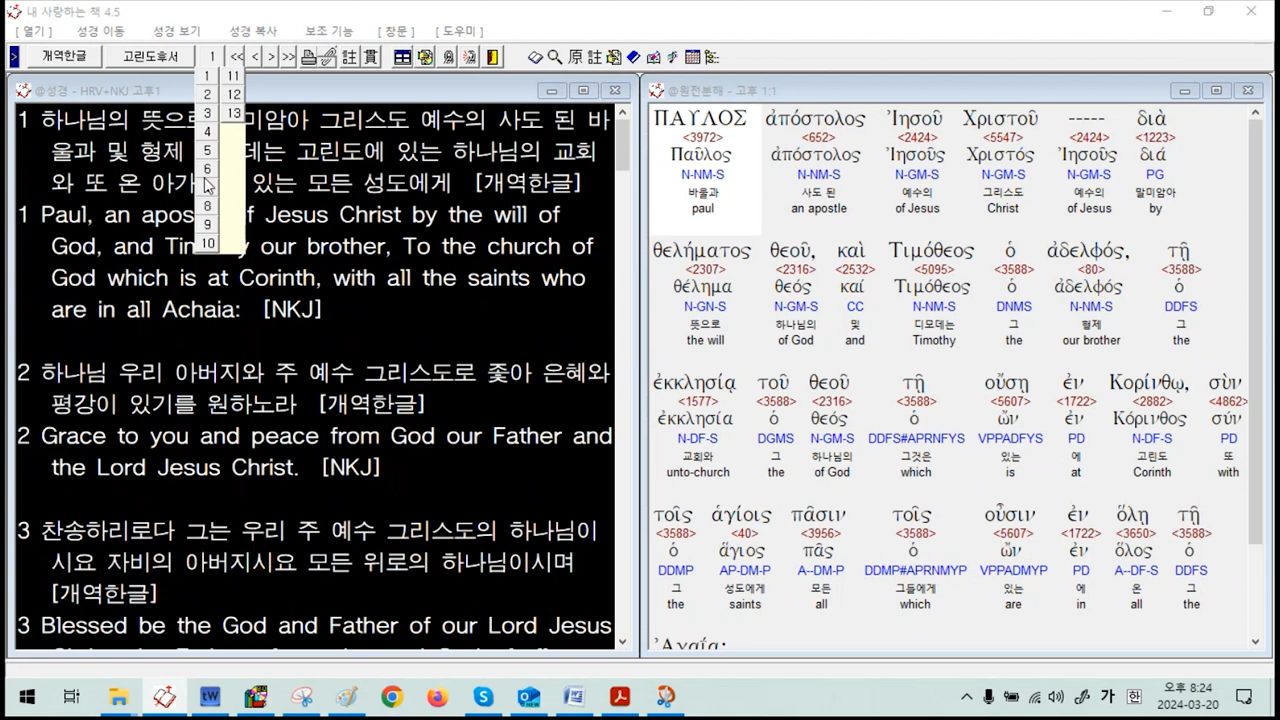 내 사랑하는 책 4.5
[ 열기 ] 성경 이동 성경 보기 성경 복사 보조 기능 [ 창문 ] [ 도우미 ]
> 개역한글 고린도후서 1 << < > >> 註 貫 原 註
1 11
2 12
3 13
4
5
6
8
9
10
@성경 - HRV+NKJ 고후1
1 하나님의 뜻으로 미암아 그리스도 예수의 사도 된 바
울과 및 형제 데는 고린도에 있는 하나님의 교회
와 또 온 아가 있는 모든 성도에게 [개역한글]
1 Paul, an apos f Jesus Christ by the will of
God, and Tim y our brother, To the church of
God which is at Corinth, with all the saints who
are in all Achaia: [NKJ]
2 하나님 우리 아버지와 주 예수 그리스도로 좇아 은혜와
평강이 있기를 원하노라 [개역한글]
2 Grace to you and peace from God our Father and
the Lord Jesus Christ. [NKJ]
3 찬송하리로다 그는 우리 주 예수 그리스도의 하나님이
시요 자비의 아버지시요 모든 위로의 하나님이시며
[개역한글]
3 Blessed be the God and Father of our Lord Jesus
@원전분해 - 고후 1:1
ΠΑΥΛΟΣ ἀπόστολος Ἰησοῦ Χριστοῦ ----- διὰ
<3972> <652> <2424> <5547> <2424> <1223>
Παῦλος ἀπόστολος Ἰησοῦς Χριστός Ἰησοῦς διά
N-NM-S N-NM-S N-GM-S N-GM-S N-GM-S PG
바울과 사도 된 예수의 그리스도 예수의 말미암아
paul an apostle of Jesus Christ of Jesus by
θελήματος θεοῦ, καὶ Τιμόθεος ὁ ἀδελφός, τῇ
<2307> <2316> <2532> <5095> <3588> <80> <3588>
θέλημα θεός καί Τιμόθεος ὁ ἀδελφός ὁ
N-GN-S N-GM-S CC N-NM-S DNMS N-NM-S DDFS
뜻으로 하나님의 및 디모데는 그 형제 그
the will of God and Timothy the our brother the
ἐκκλησίᾳ τοῦ θεοῦ τῇ οὔσῃ ἐν Κορίνθῳ, σὺν
<1577> <3588> <2316> <3588> <5607> <1722> <2882> <4862>
ἐκκλησία ὁ θεός ὁ ὤν ἐν Κόρινθος σύν
N-DF-S DGMS N-GM-S DDFS#APRNFYS VPPADFYS PD N-DF-S PD
교회와 그 하나님의 그것은 있는 에 고린도 또
unto-church the of God which is at Corinth with
τοῖς ἁγίοις πᾶσιν τοῖς οὖσιν ἐν ὅλῃ τῇ
<3588> <40> <3956> <3588> <5607> <1722> <3650> <3588>
ὁ ἅγιος πᾶς ὁ ὤν ἐν ὅλος ὁ
DDMP AP-DM-P A--DM-P DDMP#APRNMYP VPPADMYP PD A--DF-S DDFS
그 성도에게 모든 그들에게 있는 에 온 그
the saints all which are in all the
Ἀχαΐᾳ:
가 한 오후 8:24
2024-03-20